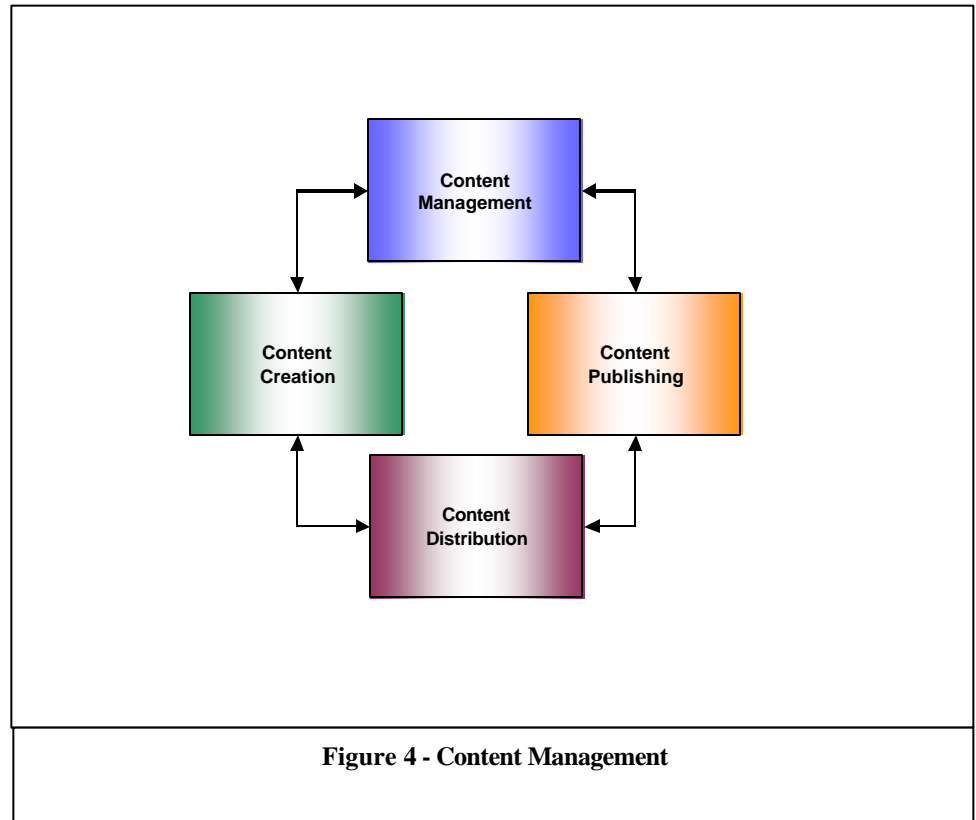 Content
Management
Content
Creation
Content
Publishing
Content
Distribution
Figure 4 - Content Management